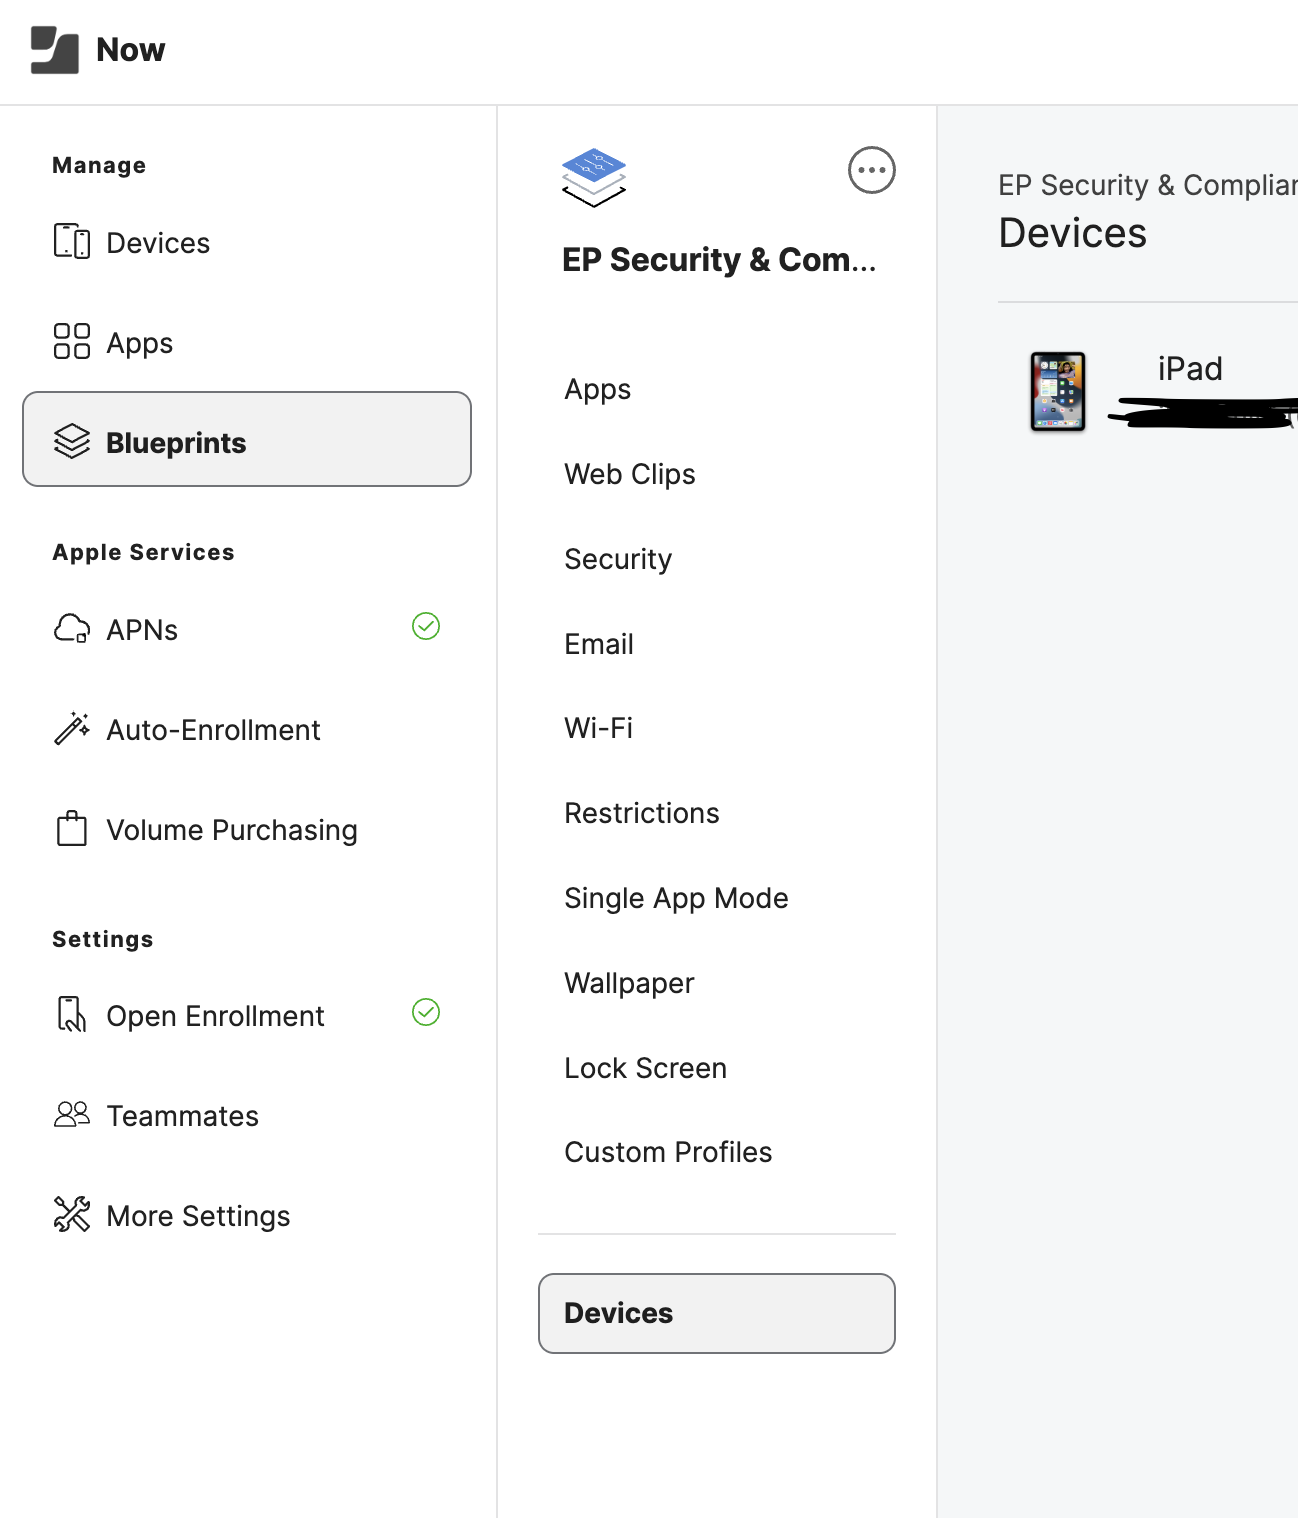 Now
Manage
Devices
Apps
Blueprints
Apple Services
APNs
Auto-Enrollment
Volume Purchasing
Settings
Open Enrollment
Teammates
More Settings
EP Security & Com...
Apps
Web Clips
Security
Email
Wi-Fi
Restrictions
Single App Mode
Wallpaper
Lock Screen
Custom Profiles
Devices
EP Security & Complia
Devices
iPad